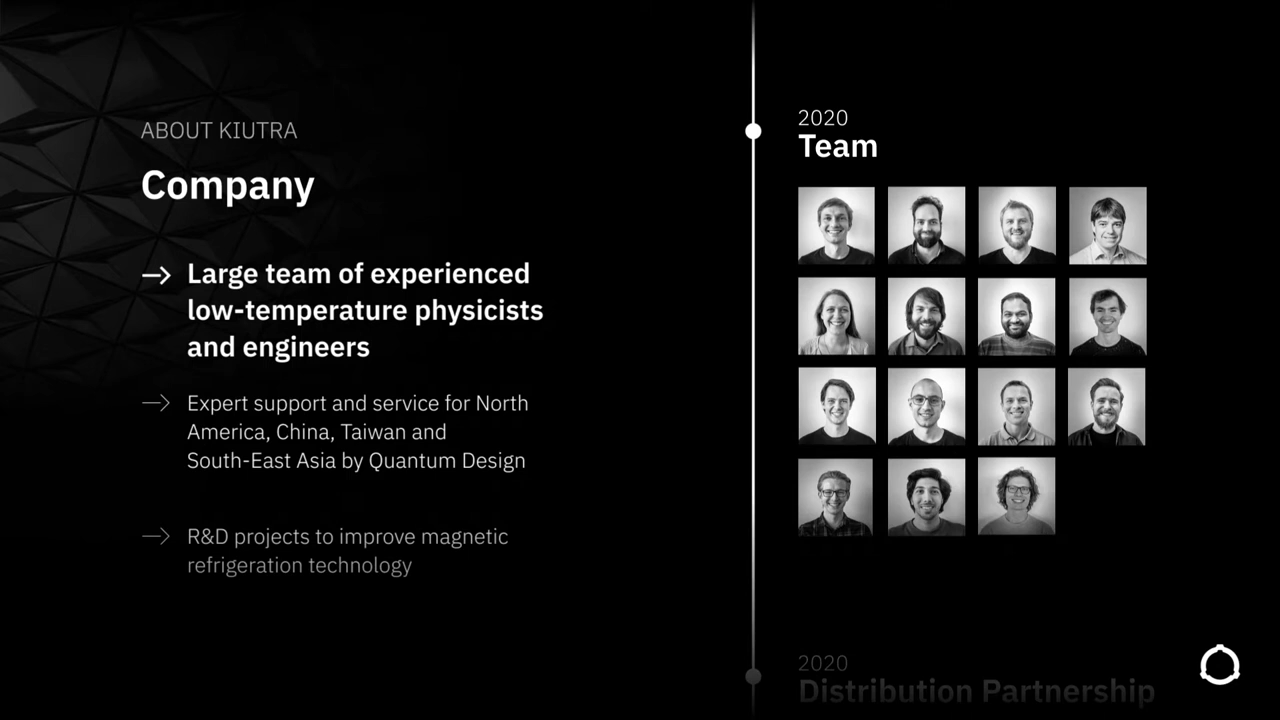 ABOUT KIUTRA
Company
Large team of experienced
low-temperature physicists
and engineers
Expert support and service for North
America, China, Taiwan and
South-East Asia by Quantum Design
R&D projects to improve magnetic
refrigeration technology
2020
Team
2020
Distribution Partnership